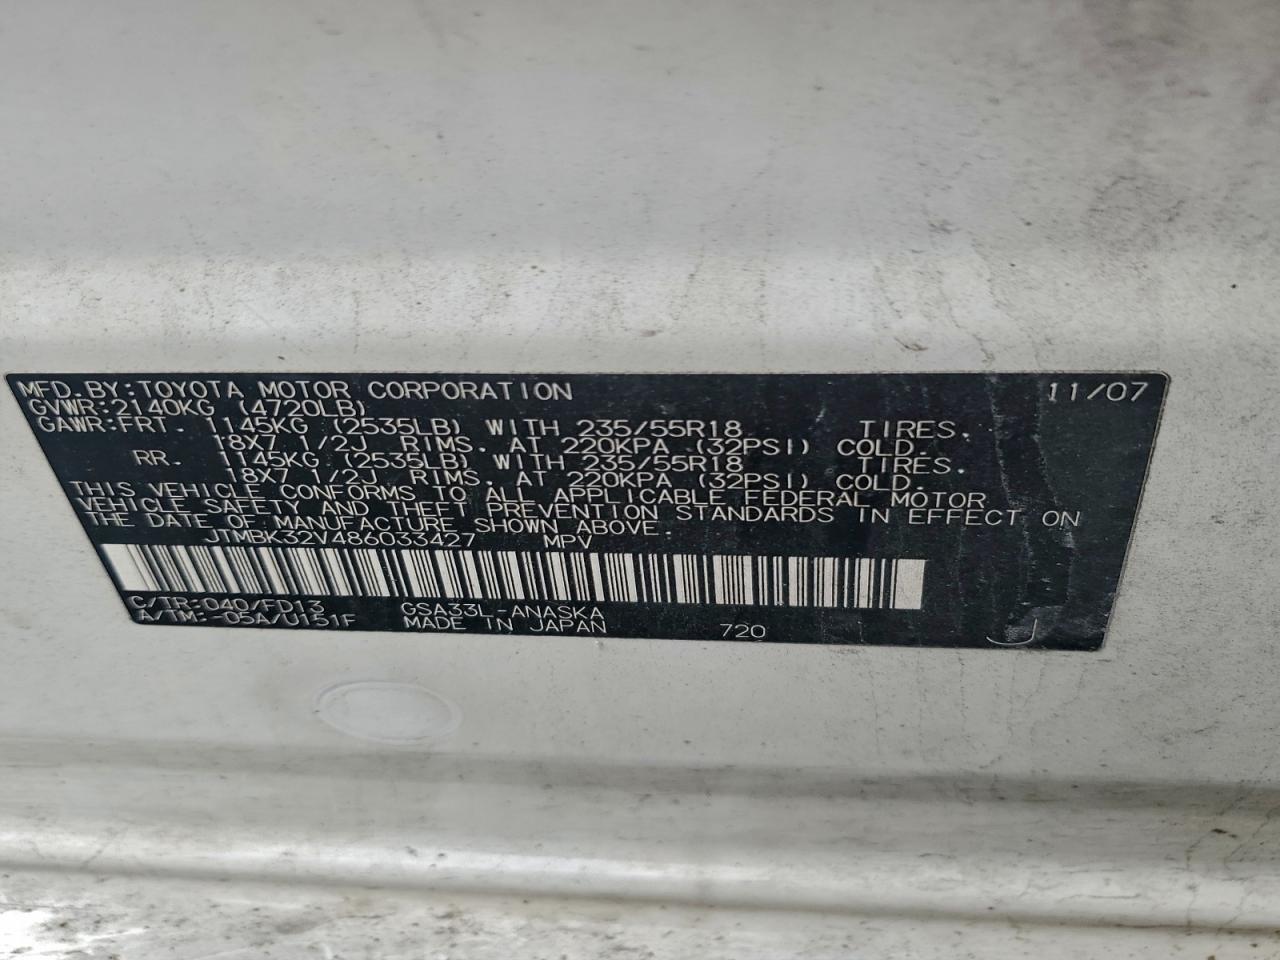 MFD.BY:TOYOTA MOTOR CORPORATION 11/07
GVWR:2140KG (4720LB)
GAWR:FRT. 1145KG (2535LB) WITH 235/55R18 TIRES.
18X7 1/2J RIMS. AT 220KPA (32PSI) COLD.
RR. 1145KG (2535LB) WITH 235/55R18 TIRES.
18X7 1/2J RIMS. AT 220KPA (32PSI) COLD.
THIS VEHICLE CONFORMS TO ALL APPLICABLE FEDERAL MOTOR
VEHICLE SAFETY AND THEFT PREVENTION STANDARDS IN EFFECT ON
THE DATE OF MANUFACTURE SHOWN ABOVE.
JTMBK32V486033427 MPV
C/TR:040/FD13 GSA33L-ANASKA
A/TM:-05A/U151F MADE IN JAPAN 720 J